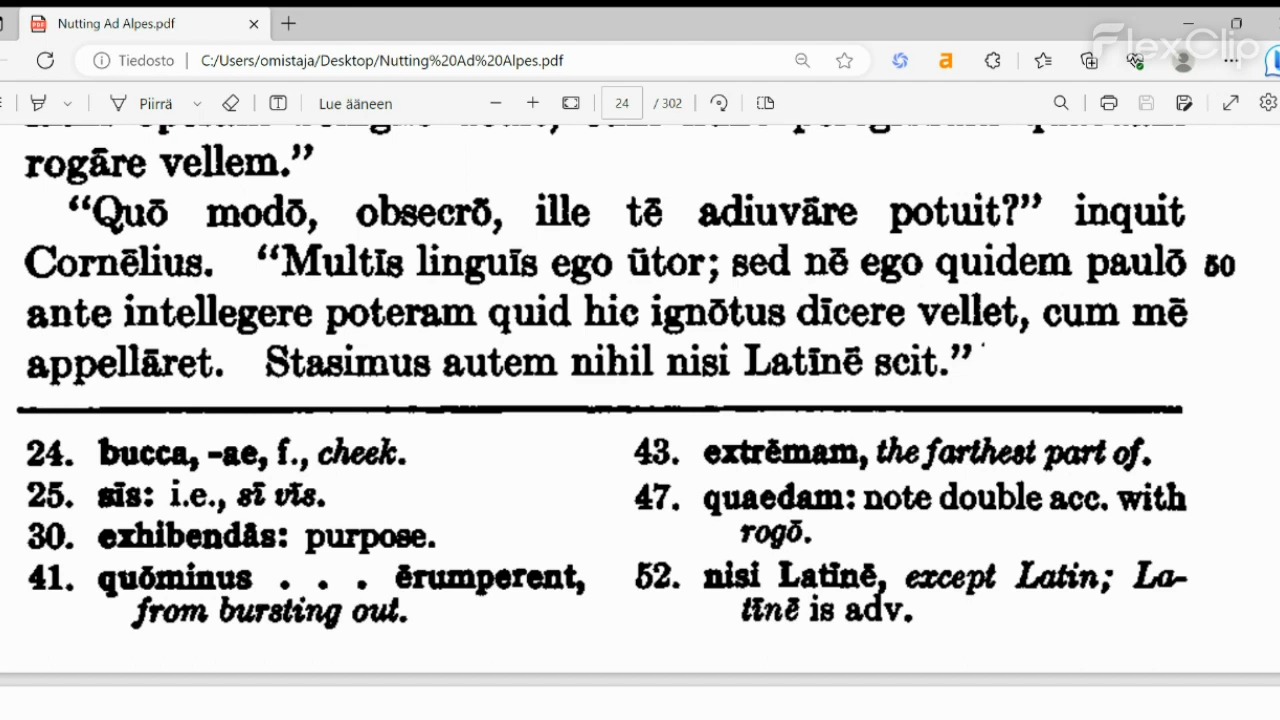 Nutting Ad Alpes.pdf
FlexClip
Tiedosto C:/Users/omistaja/Desktop/Nutting%20Ad%20Alpes.pdf
Piirrä Lue ääneen 24 / 302
rogāre vellem.”
“Quō modō, obsecrō, ille tē adiuvāre potuit?” inquit
Cornēlius. “Multīs linguīs ego ūtor; sed nē ego quidem paulō 50
ante intellegere poteram quid hic ignōtus dīcere vellet, cum mē
appellāret. Stasimus autem nihil nisi Latīnē scit.”
24. bucca, -ae, f., cheek.
25. sīs: i.e., sī vīs.
30. exhibendās: purpose.
41. quōminus . . . ērumperent,
from bursting out.
43. extrēmam, the farthest part of.
47. quaedam: note double acc. with
rogō.
52. nisi Latīnē, except Latin; La-
tīnē is adv.